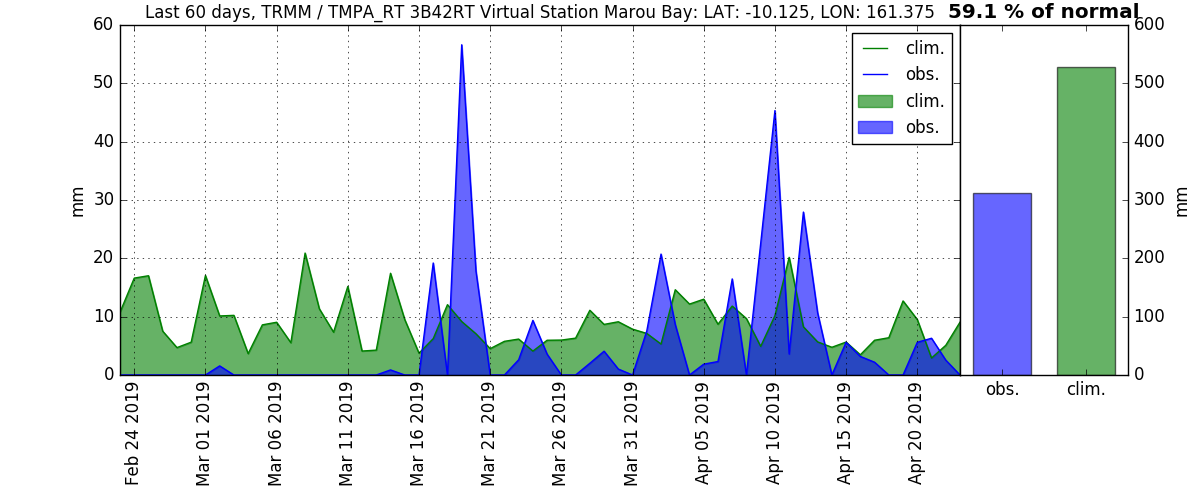 Last 60 days, TRMM / TMPA_RT 3B42RT Virtual Station Marou Bay: LAT: -10.125, LON: 161.375
59.1 % of normal
60
50
40
30
20
10
0
mm
clim.
obs.
clim.
obs.
600
500
400
300
200
100
0
mm
obs.
clim.
Feb 24 2019
Mar 01 2019
Mar 06 2019
Mar 11 2019
Mar 16 2019
Mar 21 2019
Mar 26 2019
Mar 31 2019
Apr 05 2019
Apr 10 2019
Apr 15 2019
Apr 20 2019